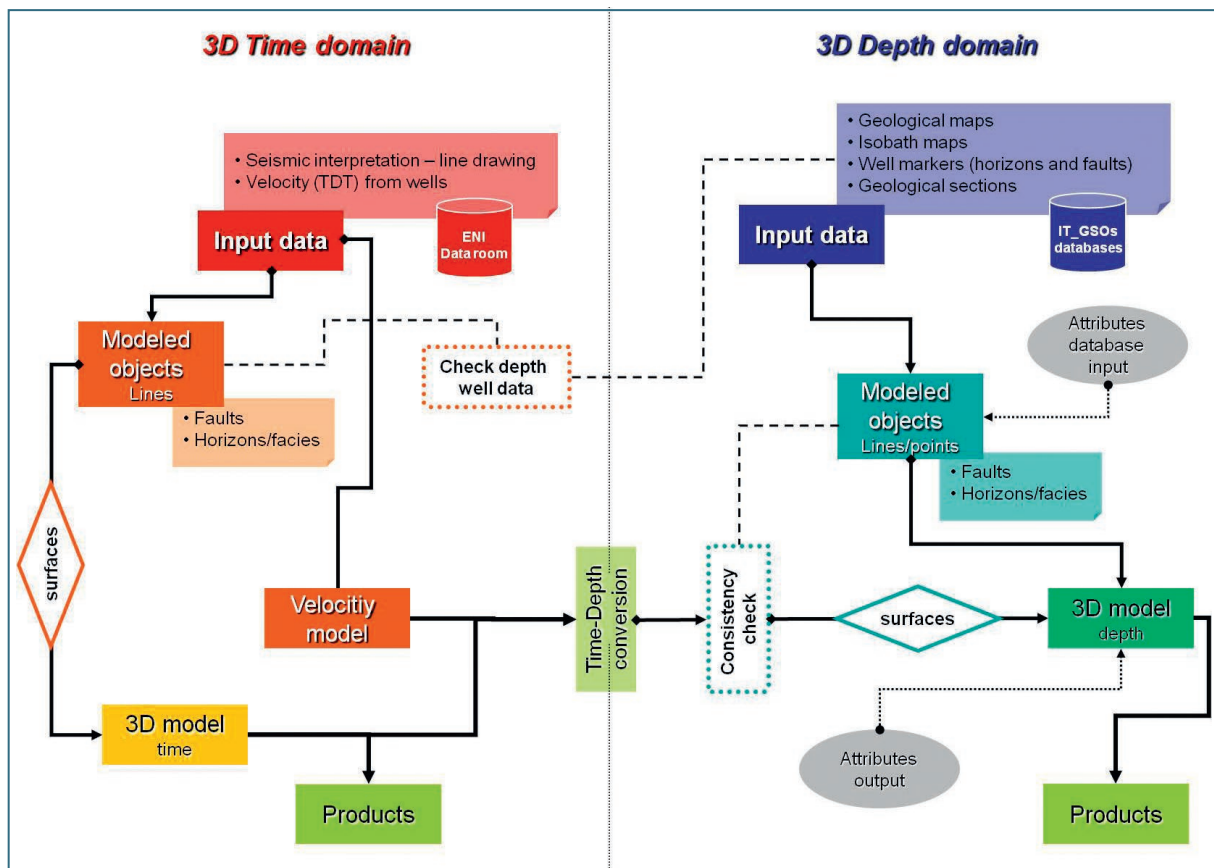 3D Time domain
• Seismic interpretation – line drawing
• Velocity (TDT) from wells
Input data
ENI
Data room
Modeled
objects
Lines
• Faults
• Horizons/facies
Check depth
well data
surfaces
Velocitiy
model
3D model
time
Products
Time-Depth
conversion
3D Depth domain
• Geological maps
• Isobath maps
• Well markers (horizons and faults)
• Geological sections
Input data
IT_GSOs
databases
Attributes
database
input
Modeled
objects
Lines/points
• Faults
• Horizons/facies
Consistency
check
surfaces
3D model
depth
Attributes
output
Products